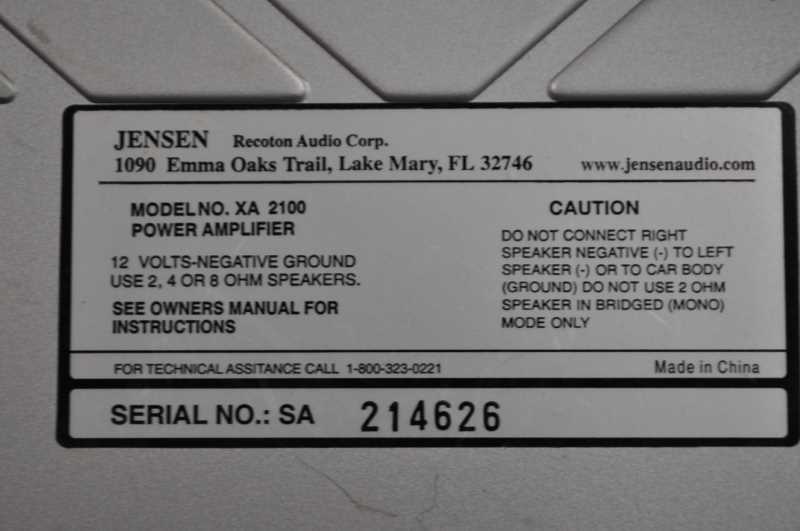 JENSEN Recoton Audio Corp.
1090 Emma Oaks Trail, Lake Mary, FL 32746 www.jensenaudio.com
MODEL NO. XA 2100
POWER AMPLIFIER
12 VOLTS-NEGATIVE GROUND
USE 2, 4 OR 8 OHM SPEAKERS.
SEE OWNERS MANUAL FOR
INSTRUCTIONS
CAUTION
DO NOT CONNECT RIGHT
SPEAKER NEGATIVE (-) TO LEFT
SPEAKER (-) OR TO CAR BODY
(GROUND) DO NOT USE 2 OHM
SPEAKER IN BRIDGED (MONO)
MODE ONLY
FOR TECHNICAL ASSITANCE CALL 1-800-323-0221 Made in China
SERIAL NO.: SA 214626